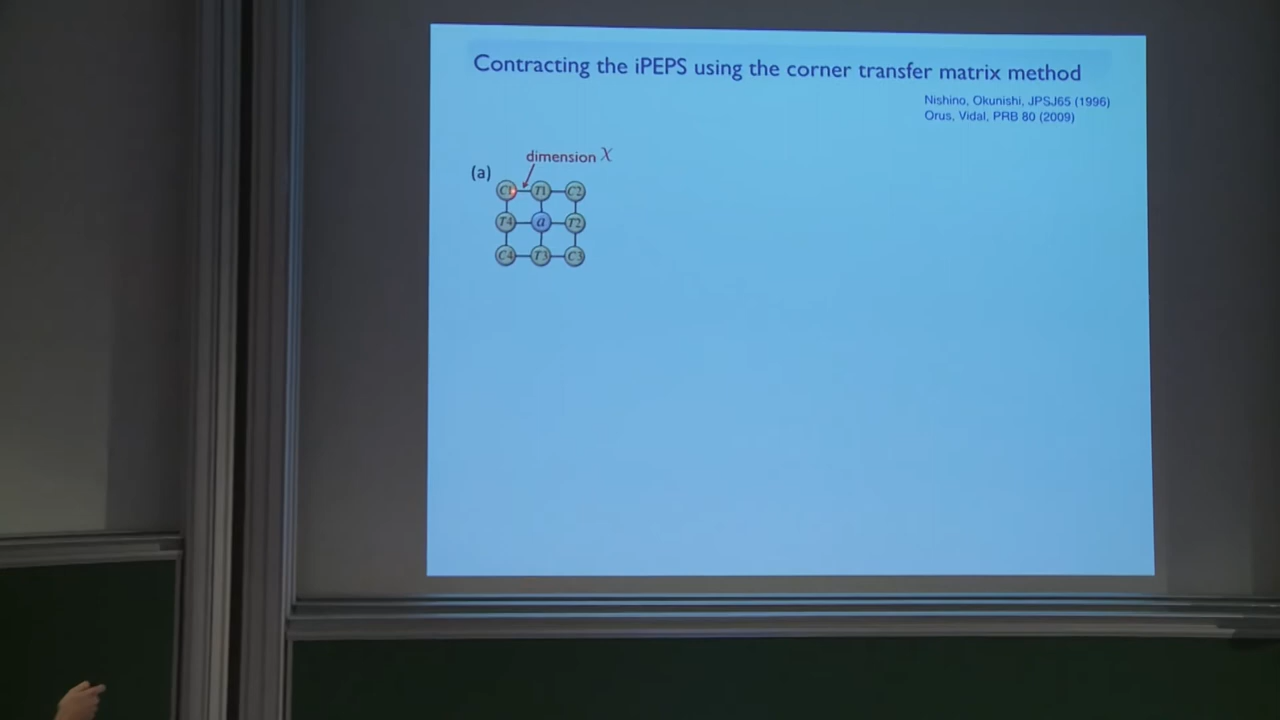 Contracting the iPEPS using the corner transfer matrix method
Nishino, Okunishi, JPSJ65 (1996)
Orus, Vidal, PRB 80 (2009)
dimension χ
(a)
C1 T1 C2
T4 a T2
C4 T3 C3